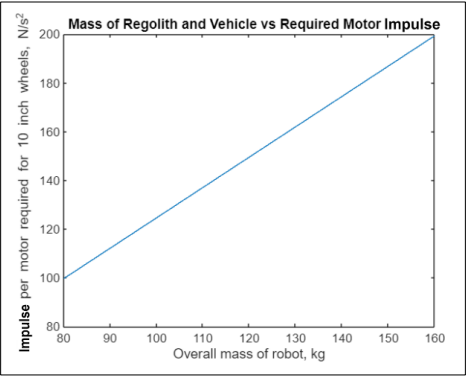 Mass of Regolith and Vehicle vs Required Motor Impulse
Impulse per motor required for 10 inch wheels, N/s²
200
180
160
140
120
100
80
80 90 100 110 120 130 140 150 160
Overall mass of robot, kg